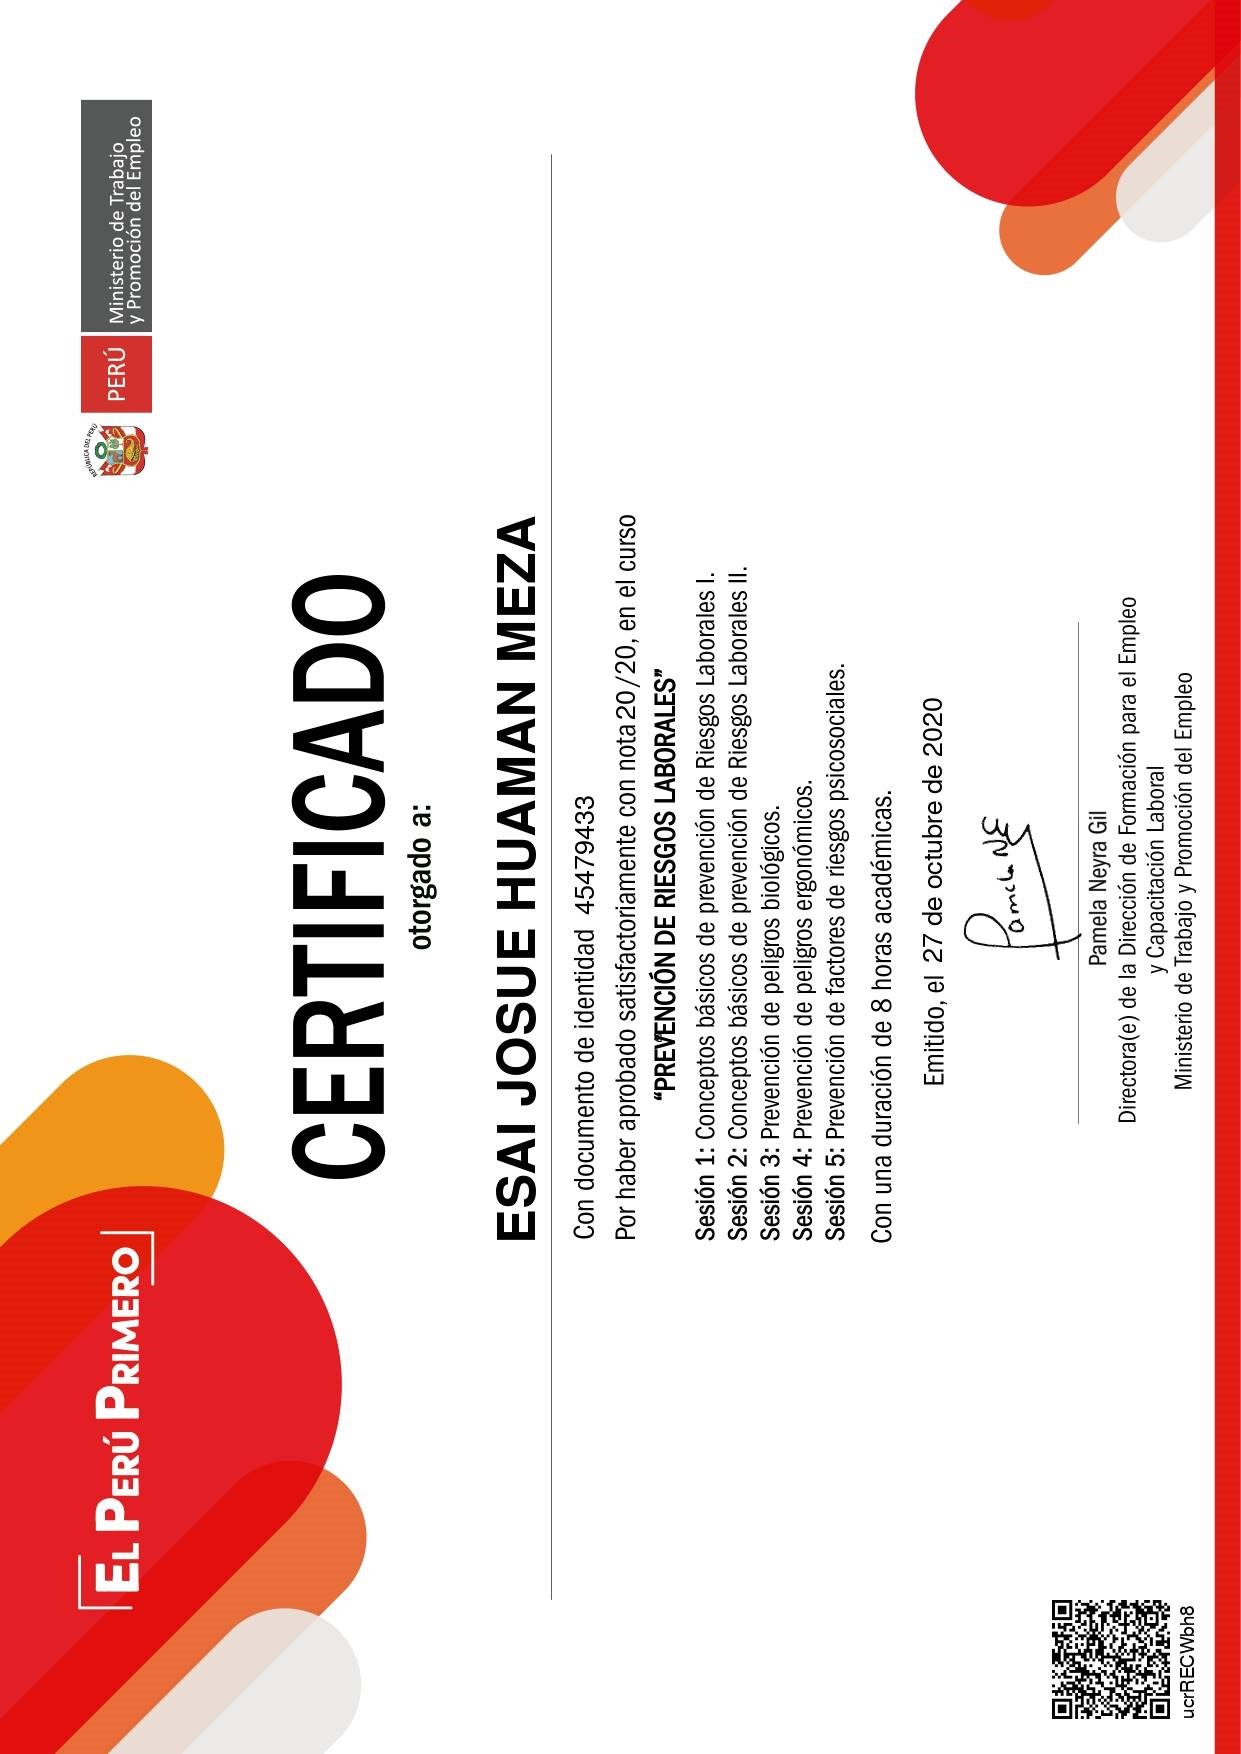 EL PERÚ PRIMERO
REPÚBLICA DEL PERÚ
PERÚ
Ministerio de Trabajo
y Promoción del Empleo
CERTIFICADO
otorgado a:
ESAI JOSUE HUAMAN MEZA
Con documento de identidad 45479433
Por haber aprobado satisfactoriamente con nota 20/20, en el curso
“PREVENCIÓN DE RIESGOS LABORALES”
Sesión 1: Conceptos básicos de prevención de Riesgos Laborales I.
Sesión 2: Conceptos básicos de prevención de Riesgos Laborales II.
Sesión 3: Prevención de peligros biológicos.
Sesión 4: Prevención de peligros ergonómicos.
Sesión 5: Prevención de factores de riesgos psicosociales.
Con una duración de 8 horas académicas.
Emitido, el 27 de octubre de 2020
Pamela NG
Pamela Neyra Gil
Directora(e) de la Dirección de Formación para el Empleo
y Capacitación Laboral
Ministerio de Trabajo y Promoción del Empleo
ucrRECWbh8